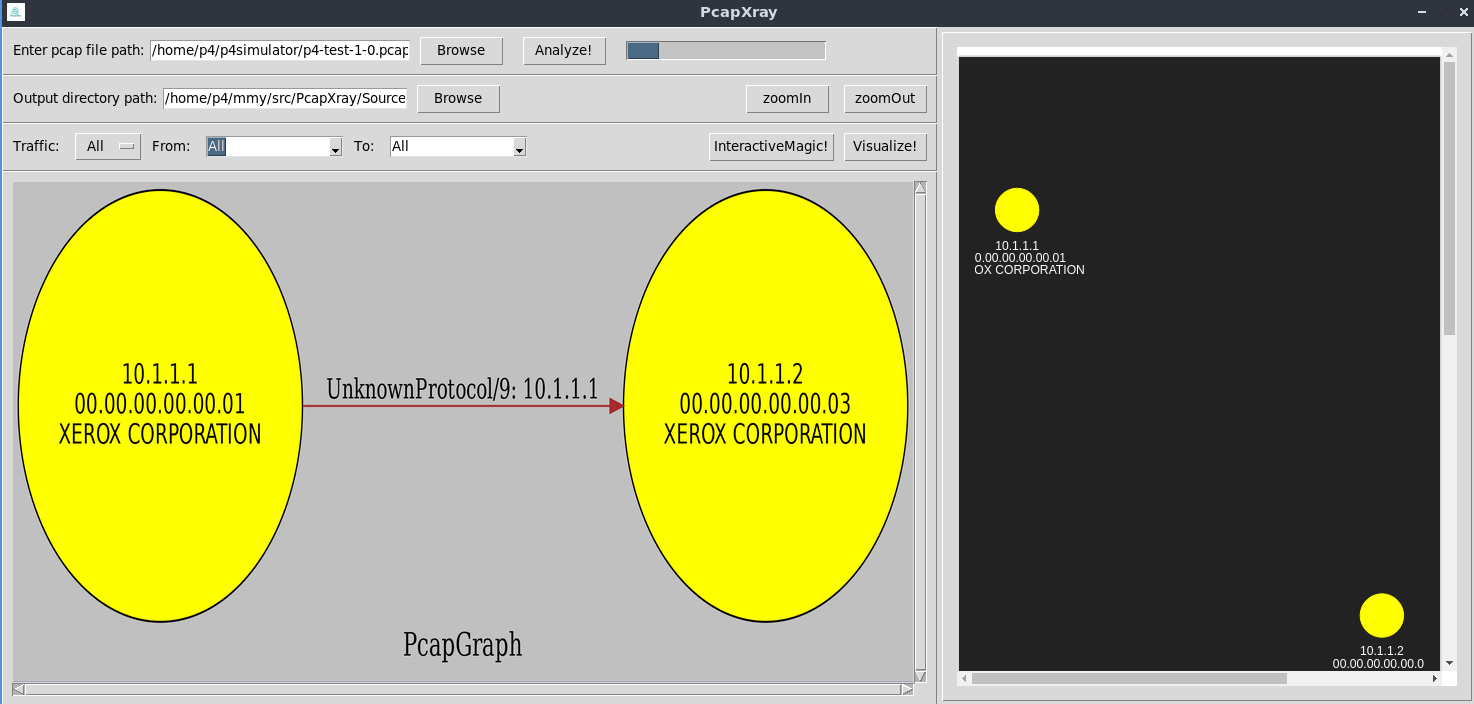 PcapXray
Enter pcap file path: /home/p4/p4simulator/p4-test-1-0.pcap Browse Analyze!
Output directory path: /home/p4/mmy/src/PcapXray/Source Browse zoomIn zoomOut
Traffic: All From: All To: All InteractiveMagic! Visualize!
10.1.1.1
00.00.00.00.00.01
XEROX CORPORATION
UnknownProtocol/9: 10.1.1.1
10.1.1.2
00.00.00.00.00.03
XEROX CORPORATION
PcapGraph
10.1.1.1
0.00.00.00.00.01
OX CORPORATION
10.1.1.2
00.00.00.00.00.0